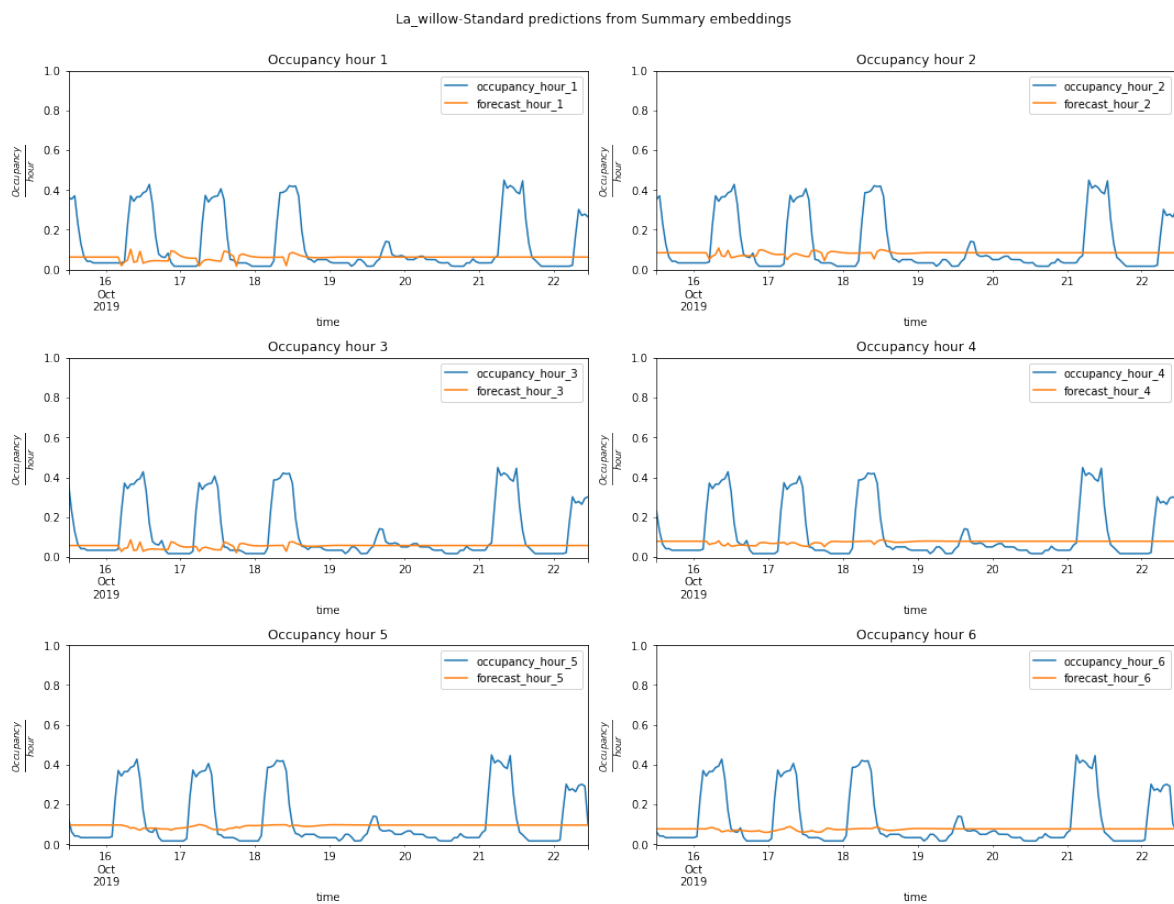 La_willow-Standard predictions from Summary embeddings
Occupancy hour 1
occupancy_hour_1
forecast_hour_1
1.0
0.8
0.6
0.4
0.2
0.0
Occupancy
hour
16 17 18 19 20 21 22
Oct
2019
time
Occupancy hour 2
occupancy_hour_2
forecast_hour_2
1.0
0.8
0.6
0.4
0.2
0.0
Occupancy
hour
16 17 18 19 20 21 22
Oct
2019
time
Occupancy hour 3
occupancy_hour_3
forecast_hour_3
1.0
0.8
0.6
0.4
0.2
0.0
Occupancy
hour
16 17 18 19 20 21 22
Oct
2019
time
Occupancy hour 4
occupancy_hour_4
forecast_hour_4
1.0
0.8
0.6
0.4
0.2
0.0
Occupancy
hour
16 17 18 19 20 21 22
Oct
2019
time
Occupancy hour 5
occupancy_hour_5
forecast_hour_5
1.0
0.8
0.6
0.4
0.2
0.0
Occupancy
hour
16 17 18 19 20 21 22
Oct
2019
time
Occupancy hour 6
occupancy_hour_6
forecast_hour_6
1.0
0.8
0.6
0.4
0.2
0.0
Occupancy
hour
16 17 18 19 20 21 22
Oct
2019
time